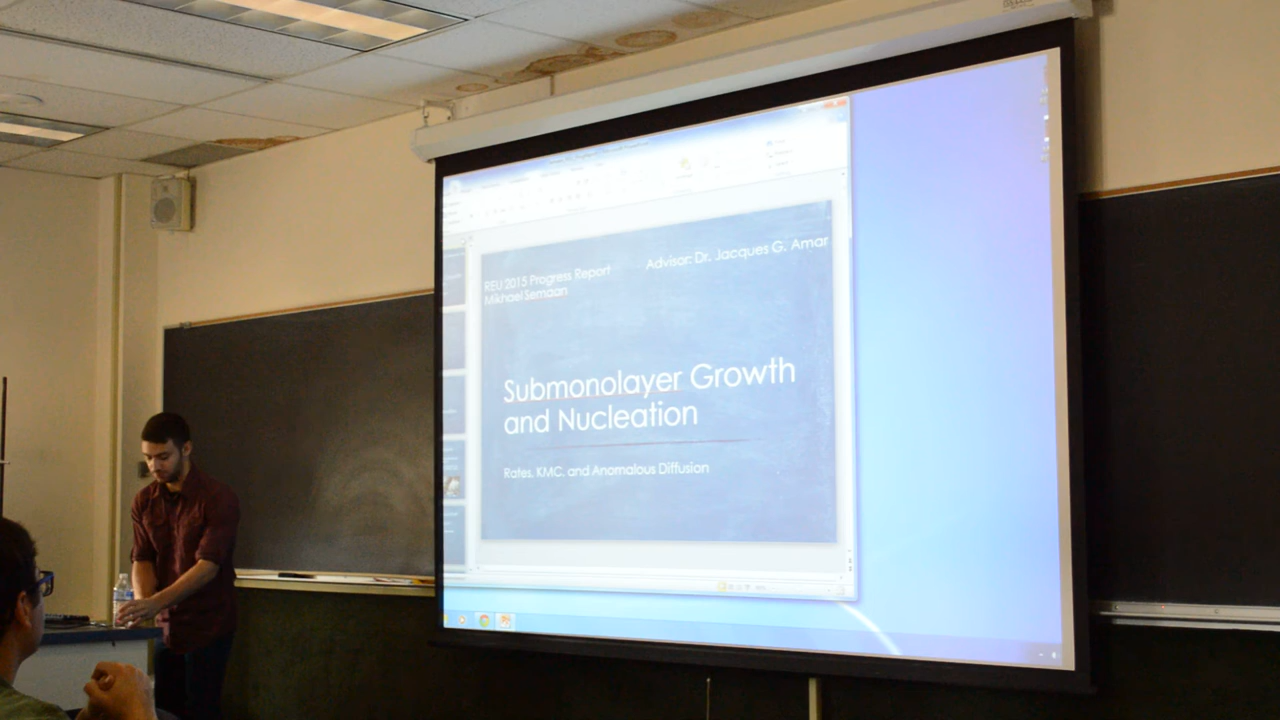 REU 2015 Progress Report
Mikhael Semaan
Advisor: Dr. Jacques G. Amar
Submonolayer Growth
and Nucleation
Rates, KMC, and Anomalous Diffusion